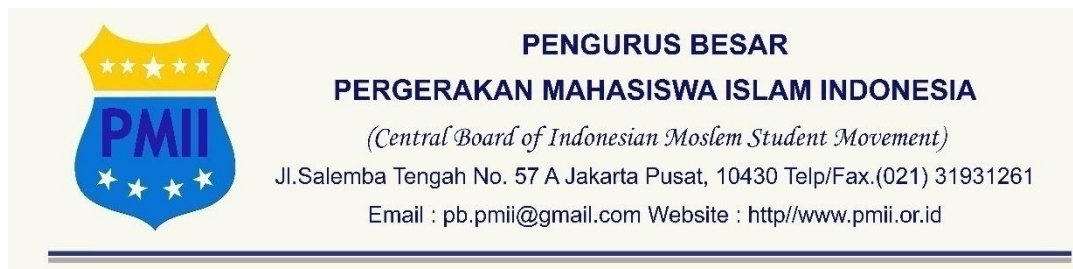 PMII
PENGURUS BESAR
PERGERAKAN MAHASISWA ISLAM INDONESIA
(Central Board of Indonesian Moslem Student Movement)
Jl.Salemba Tengah No. 57 A Jakarta Pusat, 10430 Telp/Fax.(021) 31931261
Email : pb.pmii@gmail.com Website : http//www.pmii.or.id